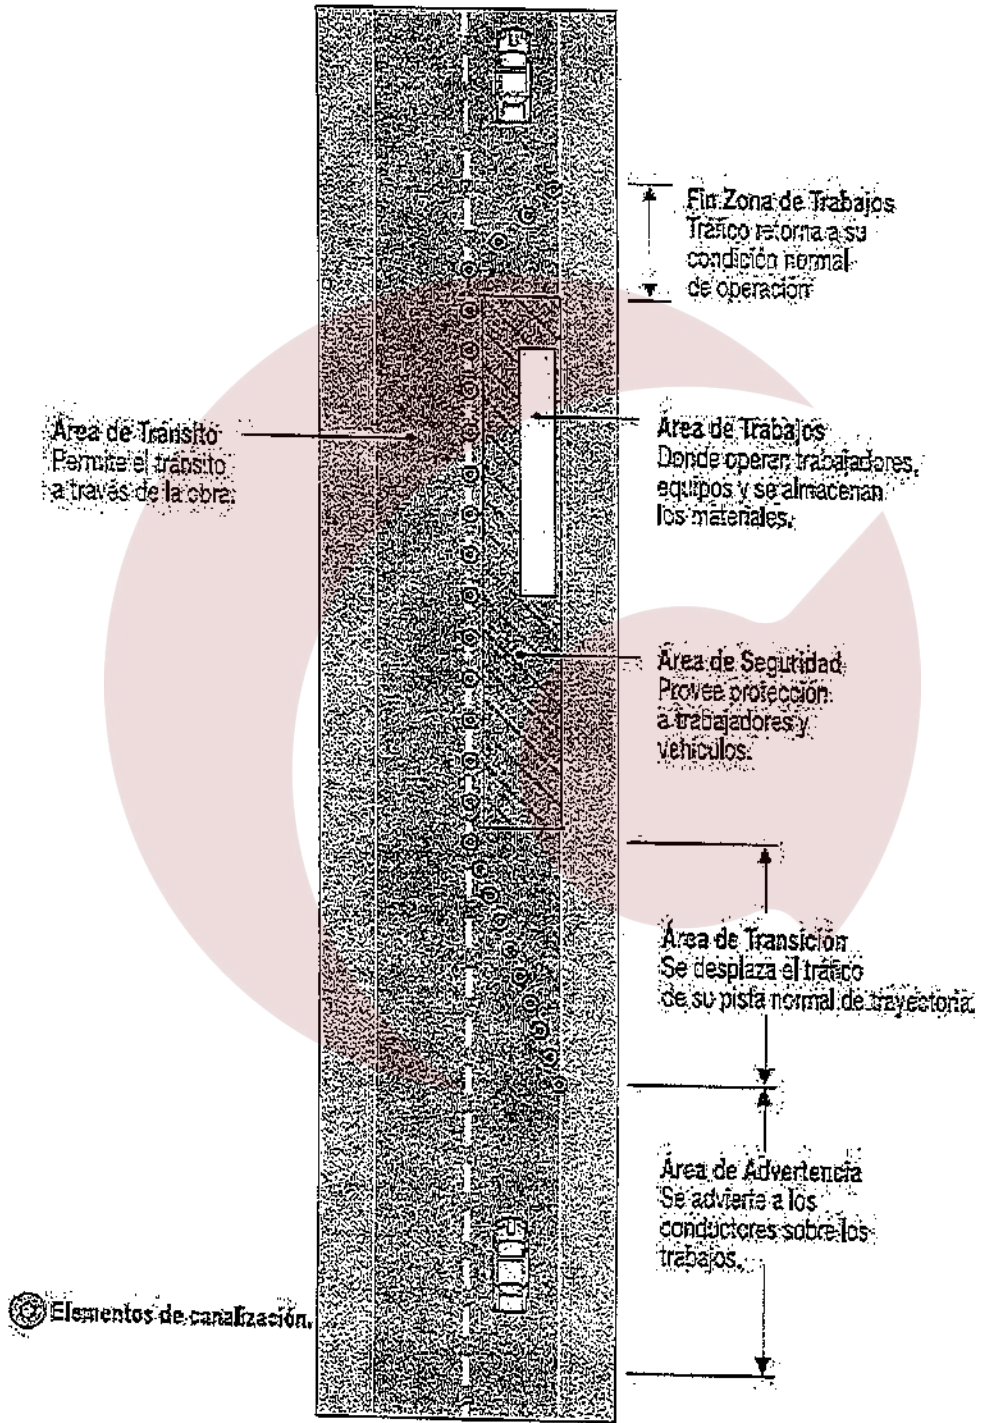 Fin Zona de Trabajos
Tráfico retorna a su
condición normal
de operación
Área de Tránsito
Permite el tránsito
a través de la obra.
Área de Trabajos
Donde operan trabajadores,
equipos y se almacenan
los materiales.
Área de Seguridad
Provee protección
a trabajadores y
vehículos.
Área de Transición
Se desplaza el tráfico
de su pista normal de trayectoria.
Área de Advertencia
Se advierte a los
conductores sobre los
trabajos.
Elementos de canalización.